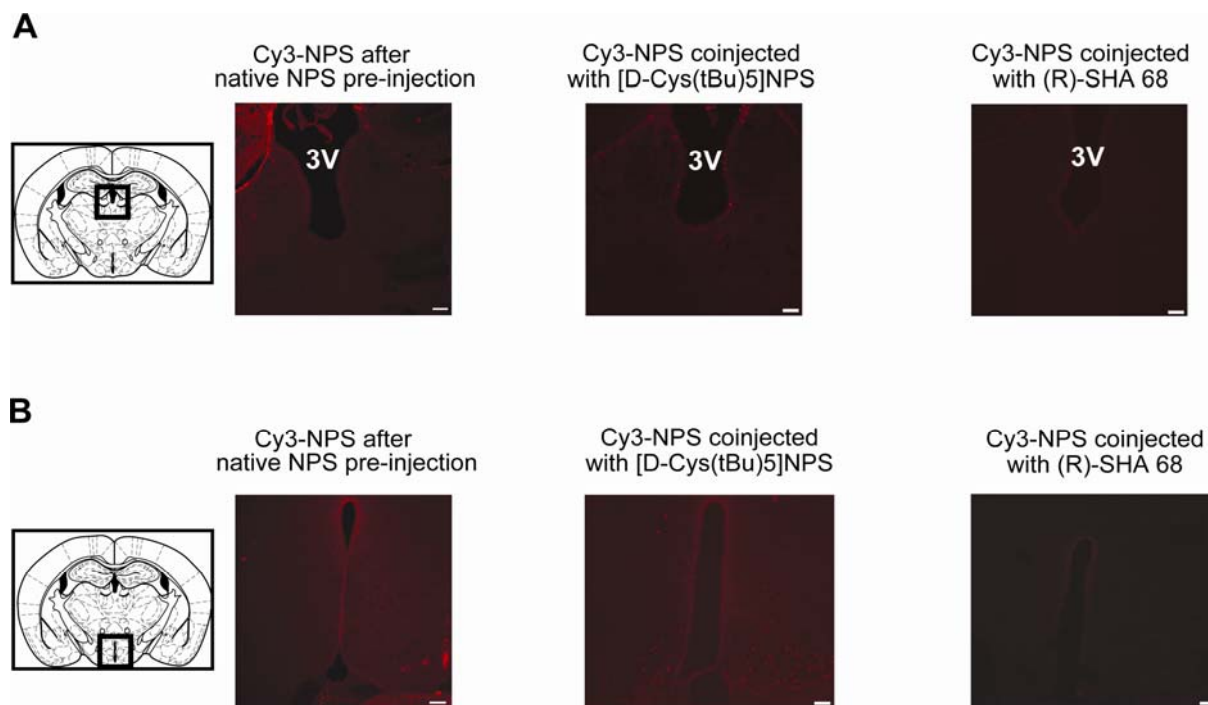 A
Cy3-NPS after
native NPS pre-injection
Cy3-NPS coinjected
with [D-Cys(tBu)5]NPS
Cy3-NPS coinjected
with (R)-SHA 68
3V
3V
3V
B
Cy3-NPS after
native NPS pre-injection
Cy3-NPS coinjected
with [D-Cys(tBu)5]NPS
Cy3-NPS coinjected
with (R)-SHA 68